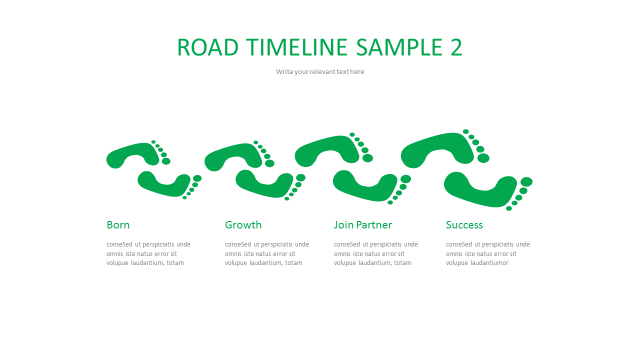 ROAD TIMELINE SAMPLE 2
Write your relevant text here
Born
Growth
Join Partner
Success
conseSed ut perspiciatis unde
omnis iste natus error sit
volupue laudantium, totam
conseSed ut perspiciatis unde
omnis iste natus error sit
volupue laudantium, totam
conseSed ut perspiciatis unde
omnis iste natus error sit
volupue laudantium, totam
conseSed ut perspiciatis unde
omnis iste natus error sit
volupue laudantiumor